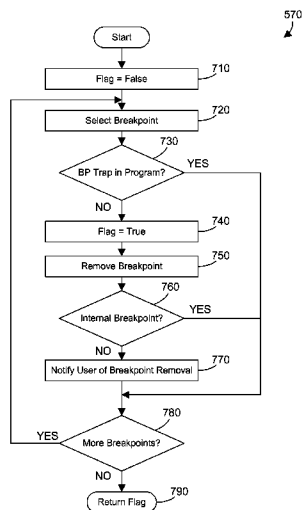 570
Start
Flag = False
710
Select Breakpoint
720
730
BP Trap in Program?
YES
NO
Flag = True
740
Remove Breakpoint
750
760
Internal Breakpoint?
YES
NO
Notify User of Breakpoint Removal
770
780
YES
More Breakpoints?
NO
Return Flag
790